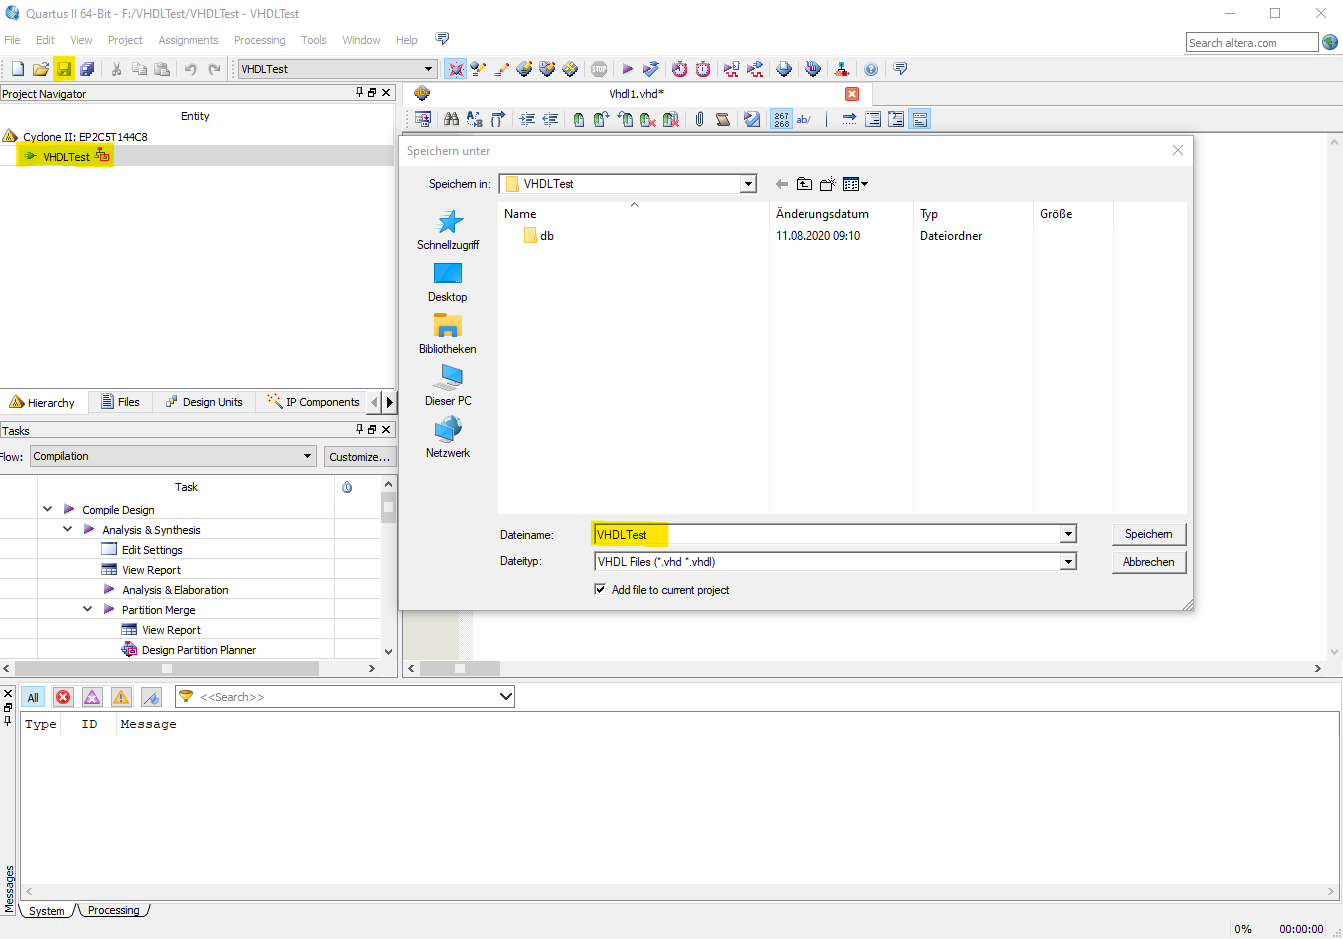 Quartus II 64-Bit - F:/VHDLTest/VHDLTest - VHDLTest
File Edit View Project Assignments Processing Tools Window Help
Search altera.com
VHDLTest
STOP
Project Navigator
Entity
Cyclone II: EP2C5T144C8
VHDLTest
Hierarchy Files Design Units IP Components
Tasks
Flow: Compilation Customize...
Task
Compile Design
Analysis & Synthesis
Edit Settings
View Report
Analysis & Elaboration
Partition Merge
View Report
Design Partition Planner
abc
Vhdl1.vhd*
267
268
ab/
Speichern unter
Speichern in: VHDLTest
Schnellzugriff
Desktop
Bibliotheken
Dieser PC
Netzwerk
Name Änderungsdatum Typ Größe
db 11.08.2020 09:10 Dateiordner
Dateiname: VHDLTest Speichern
Dateityp: VHDL Files (*.vhd *.vhdl) Abbrechen
Add file to current project
All <<Search>>
Type ID Message
Messages
System Processing
0% 00:00:00